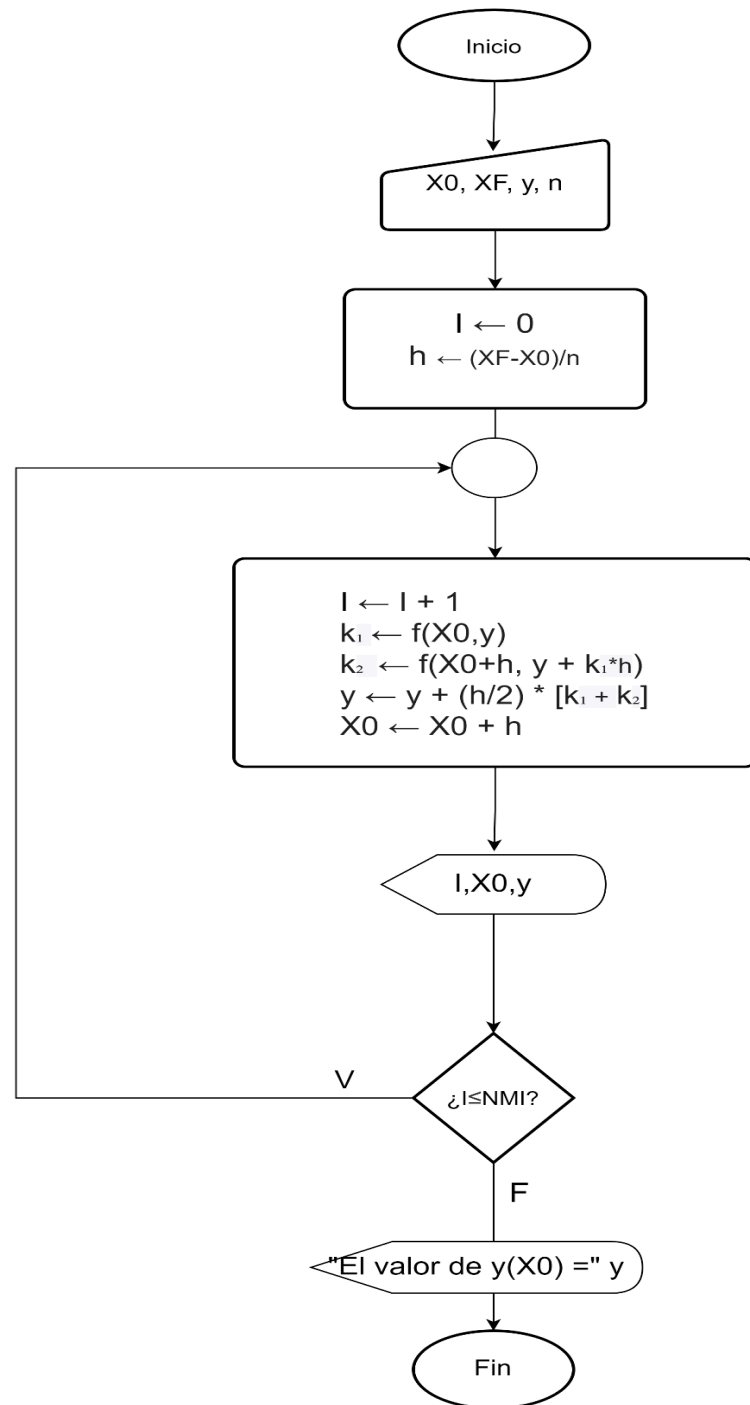 Inicio
X0, XF, y, n
I ← 0
h ← (XF-X0)/n
I ← I + 1
k₁ ← f(X0,y)
k₂ ← f(X0+h, y + k₁*h)
y ← y + (h/2) * [k₁ + k₂]
X0 ← X0 + h
I,X0,y
V
¿I≤NMI?
F
"El valor de y(X0) =" y
Fin